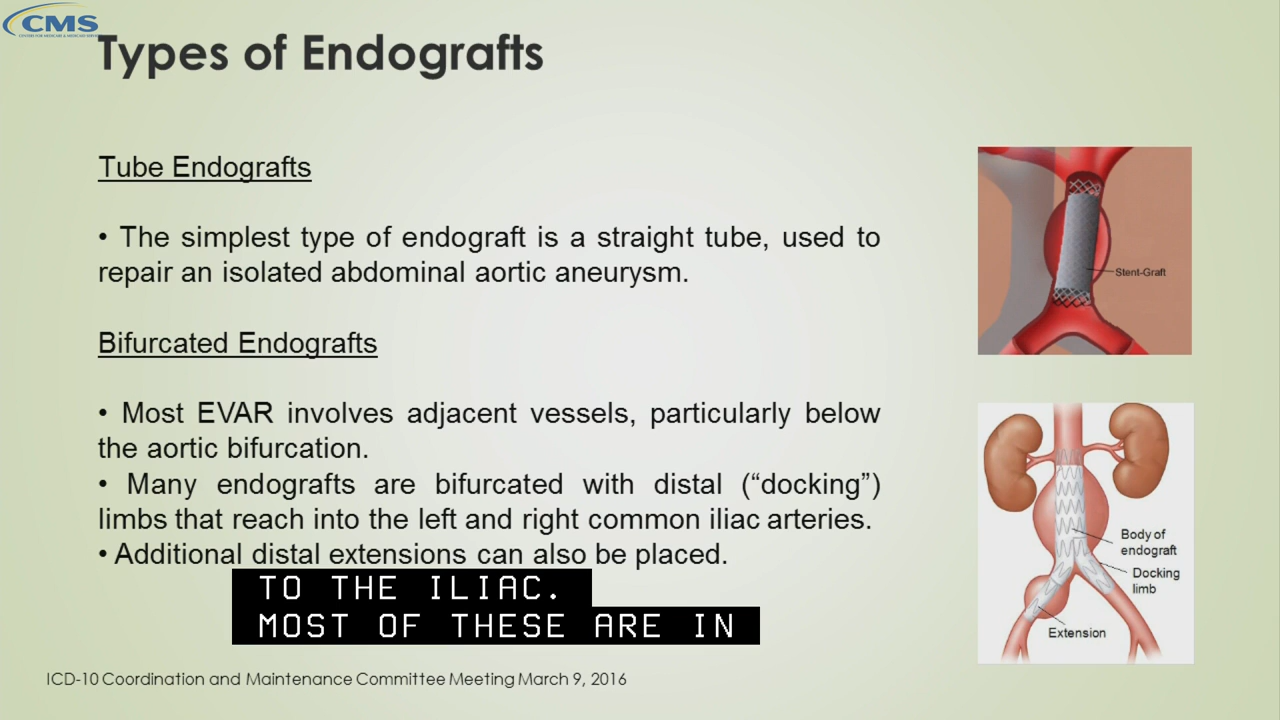 CMS
Types of Endografts
Tube Endografts
• The simplest type of endograft is a straight tube, used to
repair an isolated abdominal aortic aneurysm.
Stent-Graft
Bifurcated Endografts
• Most EVAR involves adjacent vessels, particularly below
the aortic bifurcation.
• Many endografts are bifurcated with distal (“docking”)
limbs that reach into the left and right common iliac arteries.
• Additional distal extensions can also be placed.
Body of
endograft
Docking
limb
Extension
TO THE ILIAC.
MOST OF THESE ARE IN
ICD-10 Coordination and Maintenance Committee Meeting March 9, 2016